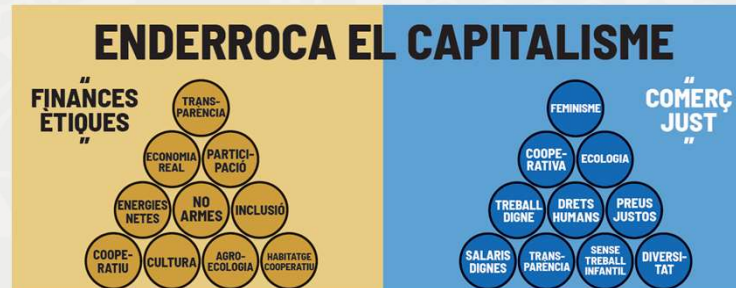 ENDERROCA EL CAPITALISME
"
FINANCES
ÈTIQUES
"
TRANS-
PARÈNCIA
ECONOMIA
REAL
PARTICI-
PACIÓ
ENERGIES
NETES
NO
ARMES
INCLUSIÓ
COOPE-
RATIU
CULTURA
AGRO-
ECOLOGIA
HABITATGE
COOPERATIU
"
COMERÇ
JUST
"
FEMINISME
COOPE-
RATIVA
ECOLOGIA
TREBALL
DIGNE
DRETS
HUMANS
PREUS
JUSTOS
SALARIS
DIGNES
TRANS-
PARÈNCIA
SENSE
TREBALL
INFANTIL
DIVERSI-
TAT